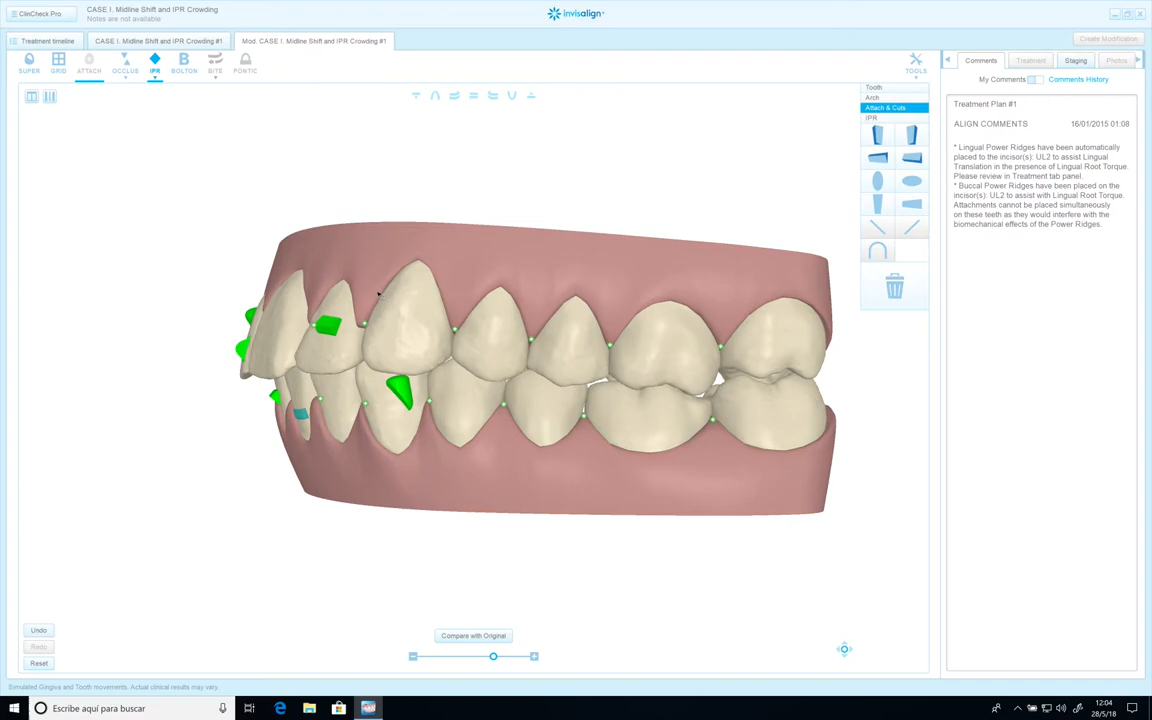 ClinCheck Pro
CASE I. Midline Shift and IPR Crowding
Notes are not available
invisalign
Treatment timeline
CASE I. Midline Shift and IPR Crowding #1
Mod. CASE I. Midline Shift and IPR Crowding #1
Create Modification
SUPER
GRID
ATTACH
OCCLUS
IPR
BOLTON
BITE
PONTIC
TOOLS
Tooth
Arch
Attach & Cuts
IPR
Comments
Treatment
Staging
Photos
My Comments
Comments History
Treatment Plan #1
ALIGN COMMENTS
16/01/2015 01:08
* Lingual Power Ridges have been automatically
placed to the incisor(s): UL2 to assist Lingual
Translation in the presence of Lingual Root Torque.
Please review in Treatment tab panel.
* Buccal Power Ridges have been placed on the
incisor(s): UL2 to assist with Lingual Root Torque.
Attachments cannot be placed simultaneously
on these teeth as they would interfere with the
biomechanical effects of the Power Ridges.
Undo
Redo
Reset
Compare with Original
Simulated Gingiva and Tooth movements. Actual clinical results may vary.
Escribe aquí para buscar
12:04
28/5/18